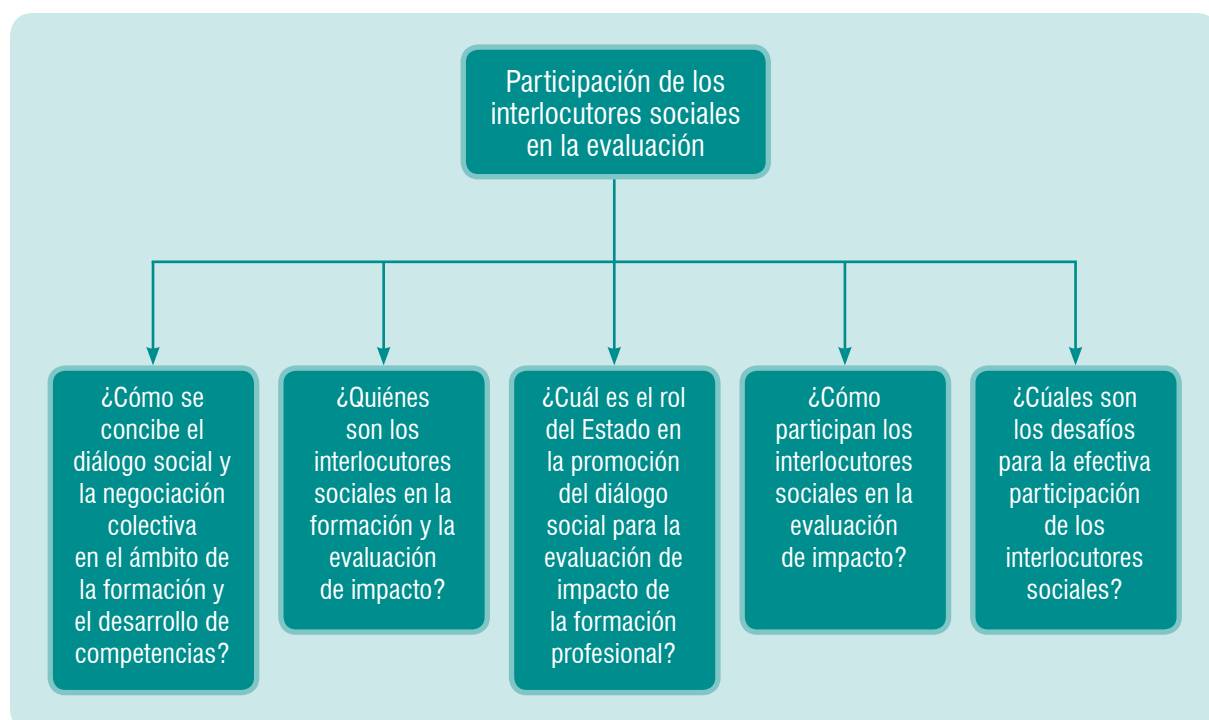 Participación de los
interlocutores sociales
en la evaluación
¿Cómo se
concibe el
diálogo social y
la negociación
colectiva
en el ámbito de
la formación y
el desarrollo de
competencias?
¿Quiénes
son los
interlocutores
sociales en la
formación y la
evaluación
de impacto?
¿Cuál es el rol
del Estado en
la promoción
del diálogo
social para la
evaluación de
impacto de
la formación
profesional?
¿Cómo
participan los
interlocutores
sociales en la
evaluación
de impacto?
¿Cúales son
los desafíos
para la efectiva
participación
de los
interlocutores
sociales?